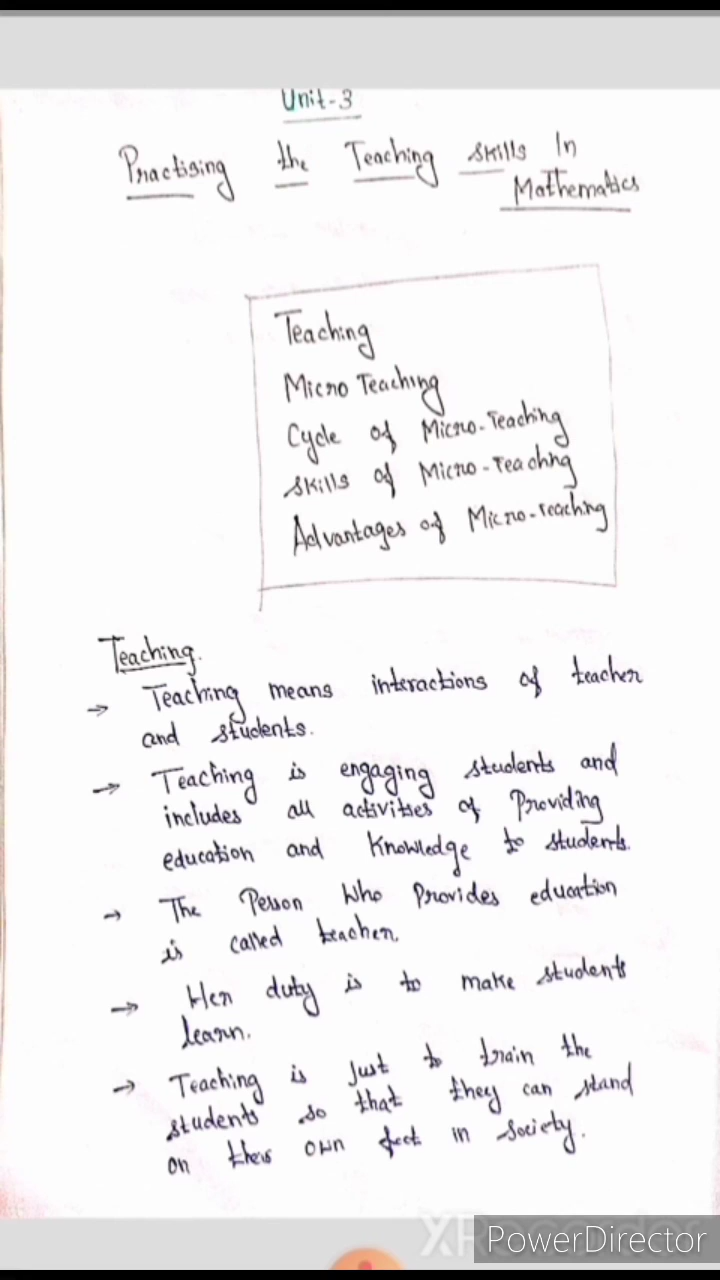 Unit-3
Practising the Teaching skills In
Mathematics
Teaching
Micro Teaching
Cycle of Micro-Teaching
skills of Micro-Teachng
Advantages of Micro-teaching
Teaching.
→ Teaching means interactions of teacher
and students.
→ Teaching is engaging students and
includes all activities of Providing
education and Knowledge to students.
→ The Person Who Provides education
is called teacher.
→ Her duty is to make students
learn.
→ Teaching is just to train the
students so that they can stand
on their own feet in society.
PowerDirector